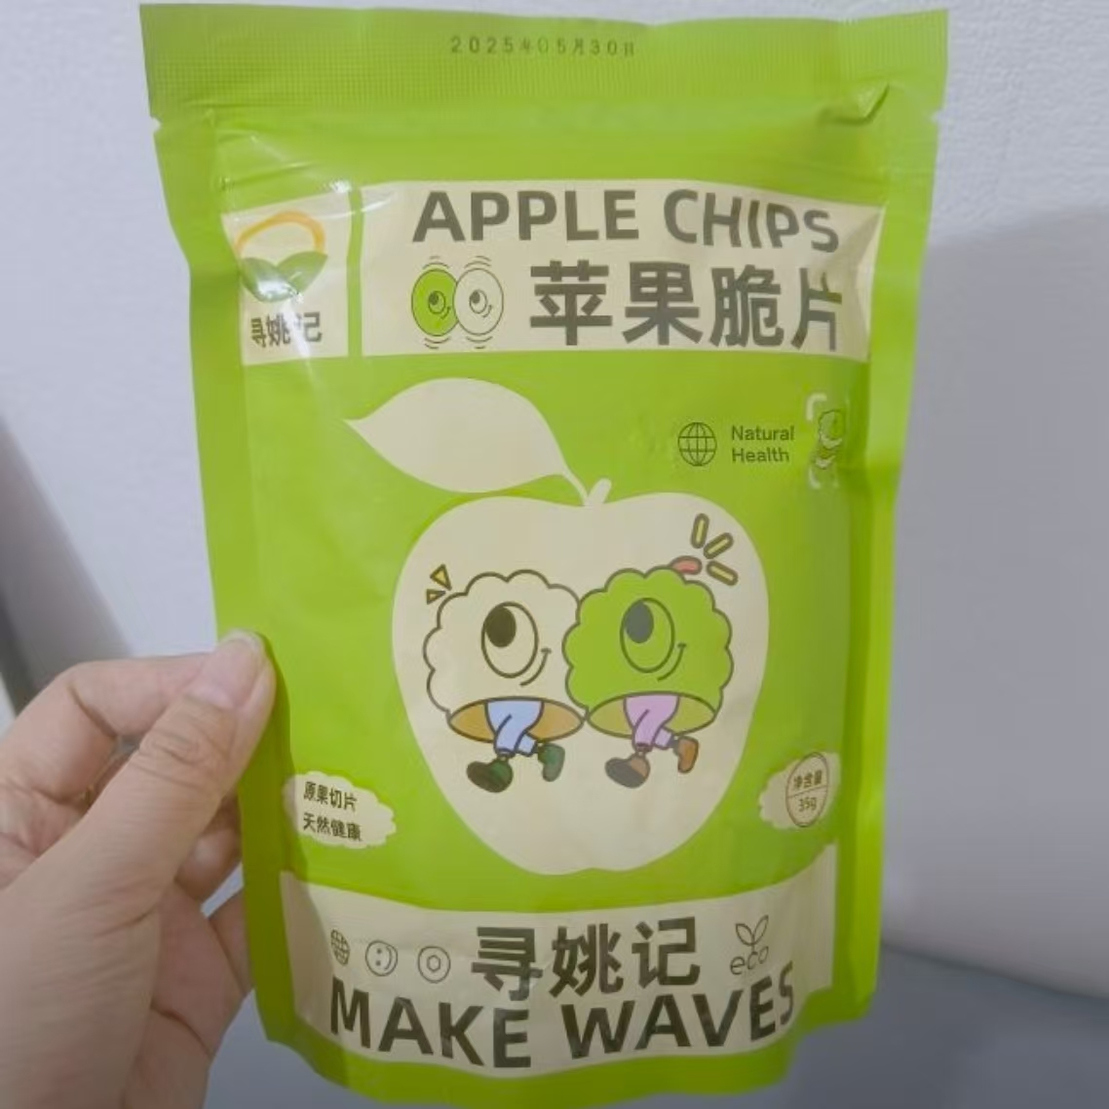 2025年05月30日
APPLE CHIPS
苹果脆片
寻姚记
Natural
Health
原果切片
天然健康
净含量
35g
寻姚记
eco
MAKE WAVES